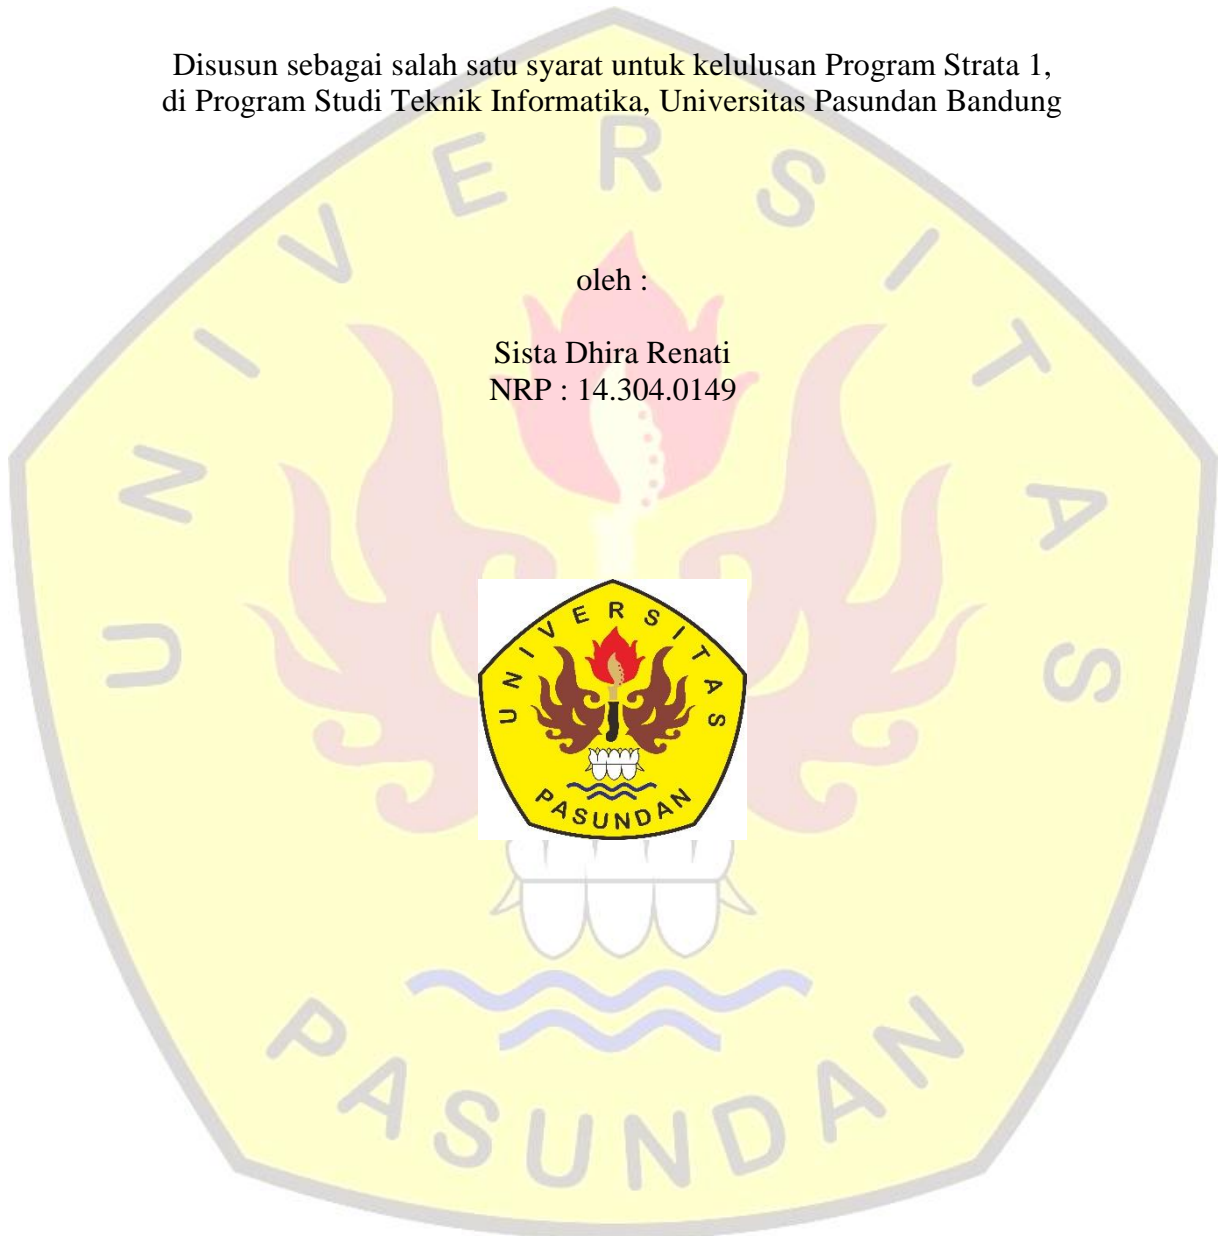 Disusun sebagai salah satu syarat untuk kelulusan Program Strata 1,
di Program Studi Teknik Informatika, Universitas Pasundan Bandung
oleh :
Sista Dhira Renati
NRP : 14.304.0149
UNIVERSITAS
PASUNDAN
UNIVERSITAS
PASUNDAN